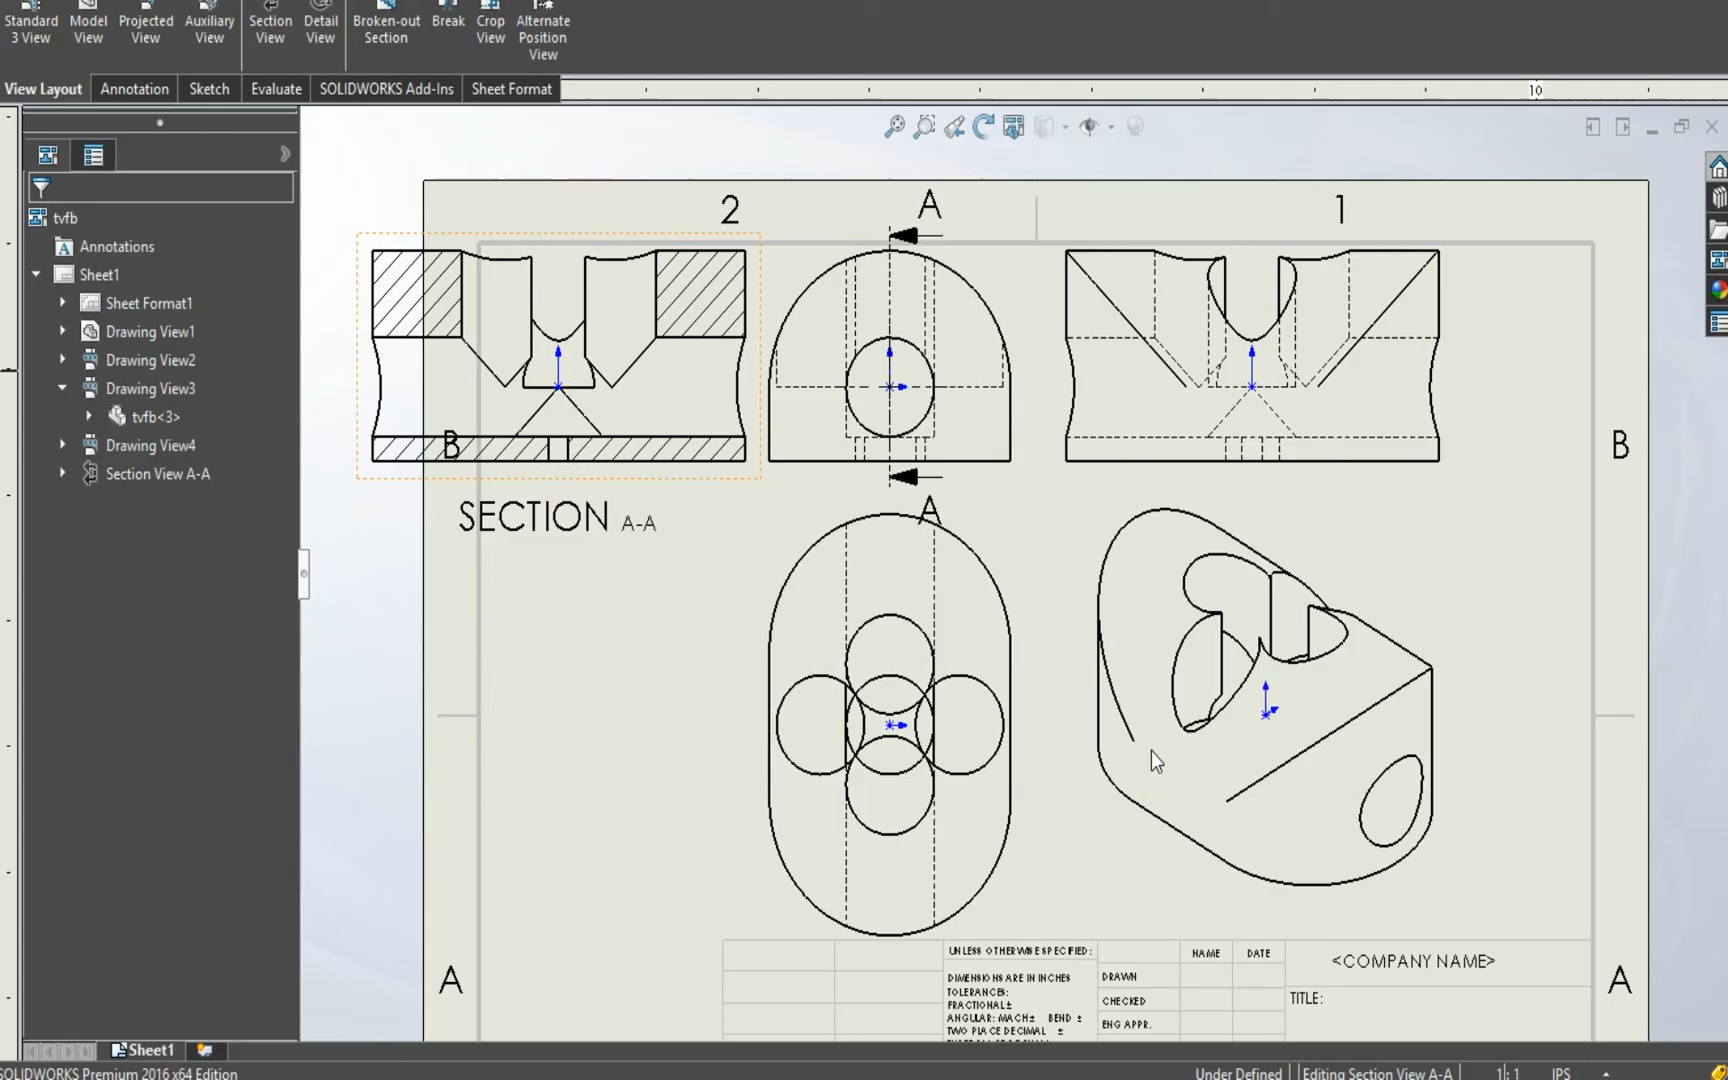 Standard 3 View
Model View
Projected View
Auxiliary View
Section View
Detail View
Broken-out Section
Break
Crop View
Alternate Position View
View Layout
Annotation
Sketch
Evaluate
SOLIDWORKS Add-Ins
Sheet Format
10
tvfb
A Annotations
Sheet1
Sheet Format1
Drawing View1
Drawing View2
Drawing View3
tvfb<3>
Drawing View4
Section View A-A
2
A
1
B
B
SECTION A-A
A
A
A
UNLESS OTHERWISE SPECIFIED:
DIMENSIONS ARE IN INCHES
TOLERANCES:
FRACTIONAL±
ANGULAR: MACH± BEND ±
TWO PLACE DECIMAL ±
NAME
DATE
DRAWN
CHECKED
ENG APPR.
<COMPANY NAME>
TITLE:
Sheet1
SOLIDWORKS Premium 2016 x64 Edition
Under Defined
Editing Section View A-A
1:1
IPS